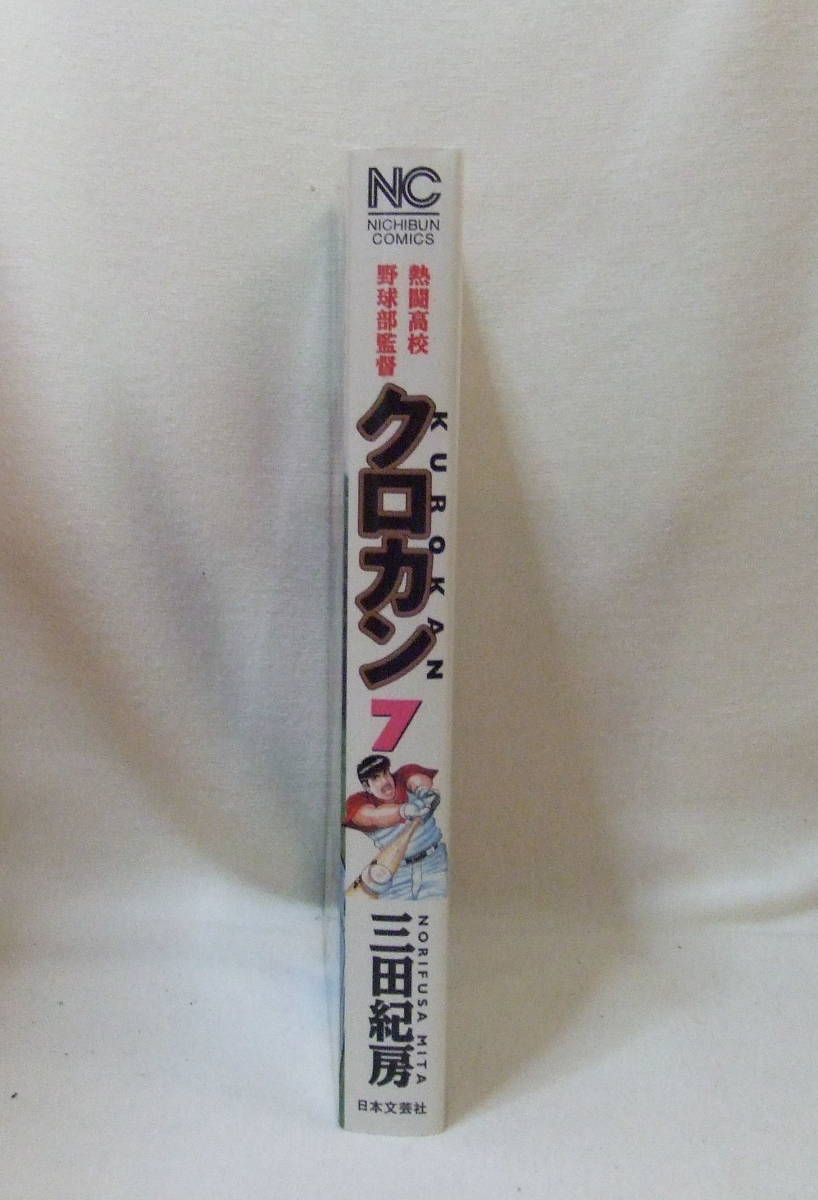 NC
NICHIBUN
COMICS
熱闘高校
野球部監督
クロカン
KUROKAN
7
三田紀房
NORIFUSA MITA
日本文芸社